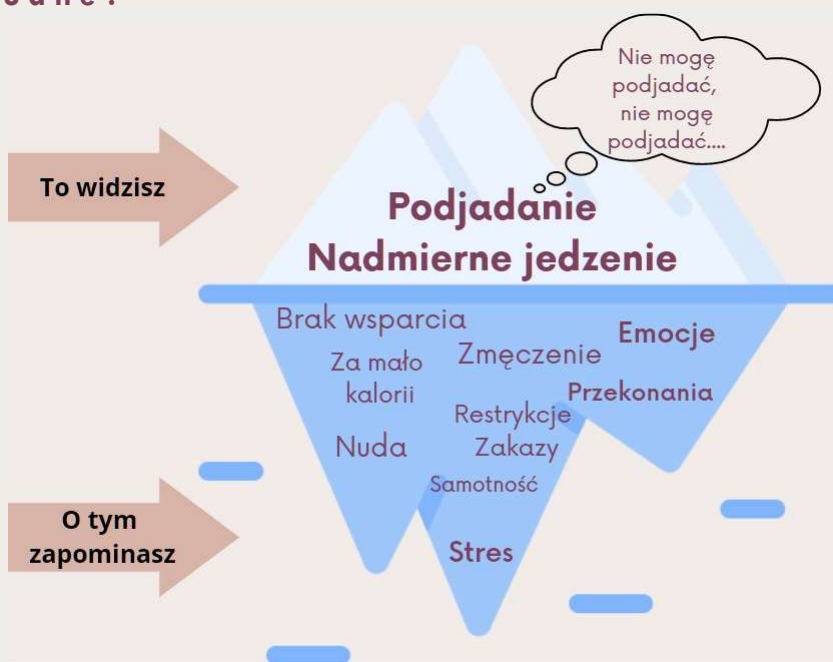 Nie mogę
podjadać,
nie mogę
podjadać....
To widzisz
Podjadanie
Nadmierne jedzenie
Brak wsparcia
Emocje
Zmęczenie
Za mało
kalorii
Przekonania
Restrykcje
Zakazy
Nuda
Samotność
O tym
zapominasz
Stres